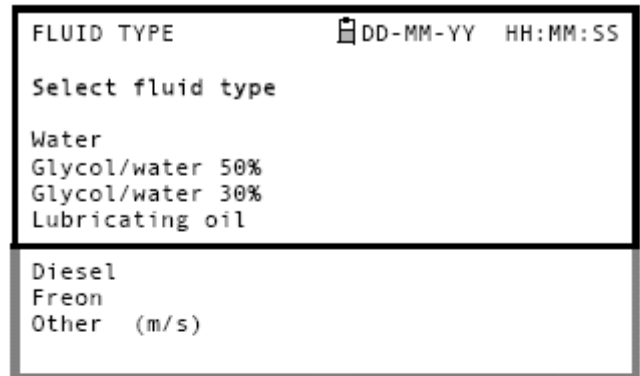 FLUID TYPE DD-MM-YY HH:MM:SS
Select fluid type
Water
Glycol/water 50%
Glycol/water 30%
Lubricating oil
Diesel
Freon
Other (m/s)